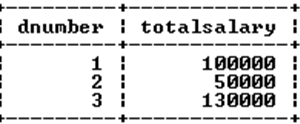 dnumber | totalsalary
1 | 100000
2 | 50000
3 | 130000